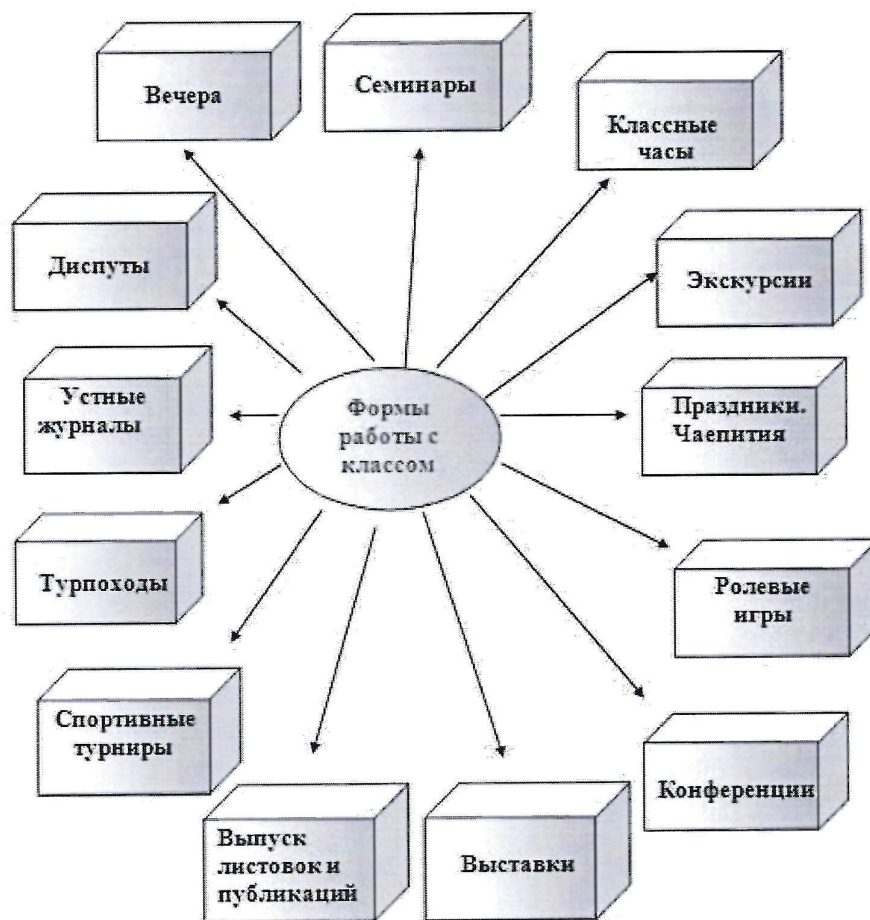 Вечера
Семинары
Классные
часы
Диспуты
Экскурсии
Устные
журналы
Формы
работы с
классом
Праздники.
Чаепития
Турпоходы
Ролевые
игры
Спортивные
турниры
Конференции
Выпуск
листовок и
публикаций
Выставки